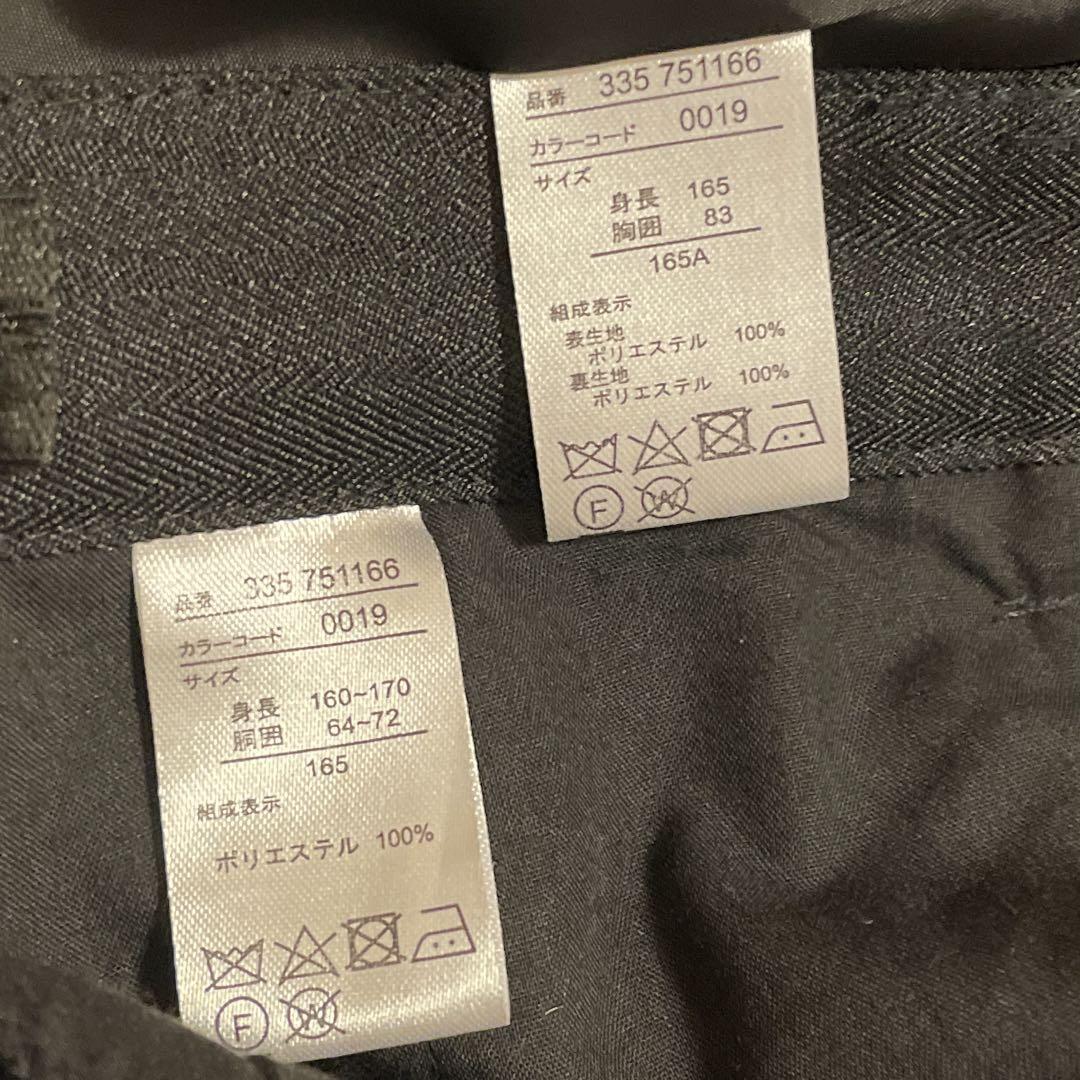 品番 335 751166
カラーコード 0019
サイズ
身長 165
胸囲 83
165A
組成表示
表生地
ポリエステル 100%
裏生地
ポリエステル 100%
F
W
品番 335 751166
カラーコード 0019
サイズ
身長 160~170
胴囲 64~72
165
組成表示
ポリエステル 100%
F
W